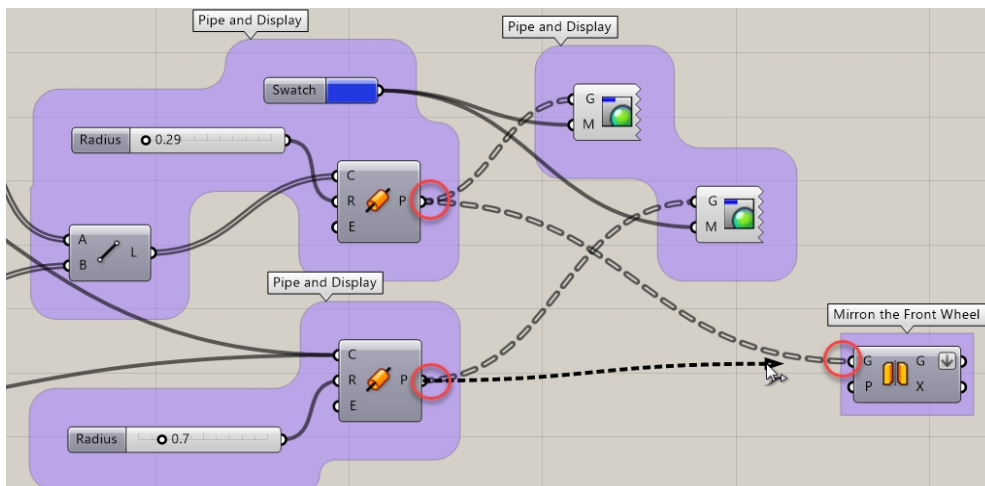 Pipe and Display
Pipe and Display
Swatch
G
M
Radius 0.29
C
R P
E
G
M
A
B L
Pipe and Display
Mirron the Front Wheel
C
R P
E
G G
P X
Radius 0.7